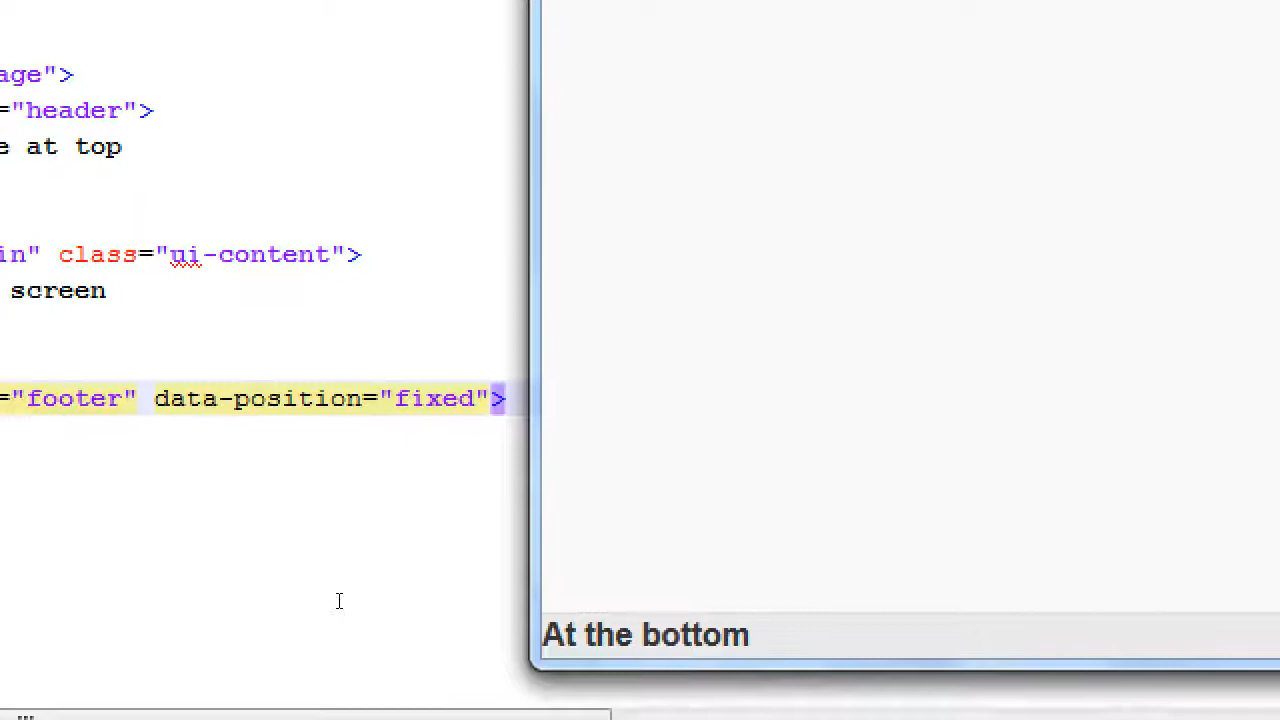 age">
="header">
e at top
in" class="ui-content">
screen
="footer" data-position="fixed">
At the bottom